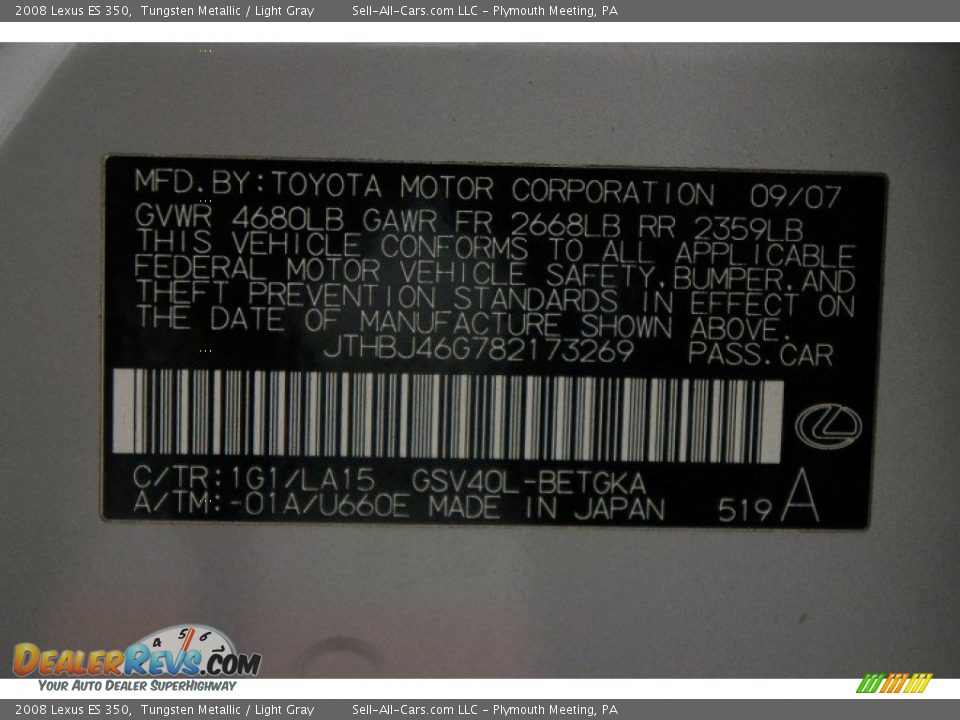 2008 Lexus ES 350, Tungsten Metallic / Light Gray Sell-All-Cars.com LLC - Plymouth Meeting, PA
MFD.BY:TOYOTA MOTOR CORPORATION 09/07
GVWR 4680LB GAWR FR 2668LB RR 2359LB
THIS VEHICLE CONFORMS TO ALL APPLICABLE
FEDERAL MOTOR VEHICLE SAFETY,BUMPER,AND
THEFT PREVENTION STANDARDS IN EFFECT ON
THE DATE OF MANUFACTURE SHOWN ABOVE.
JTHBJ46G782173269 PASS.CAR
C/TR:1G1/LA15 GSV40L-BETGKA
A/TM:-01A/U660E MADE IN JAPAN 519 A
4 5 6 7
DEALERREVS.COM
YOUR AUTO DEALER SUPERHIGHWAY
2008 Lexus ES 350, Tungsten Metallic / Light Gray Sell-All-Cars.com LLC - Plymouth Meeting, PA